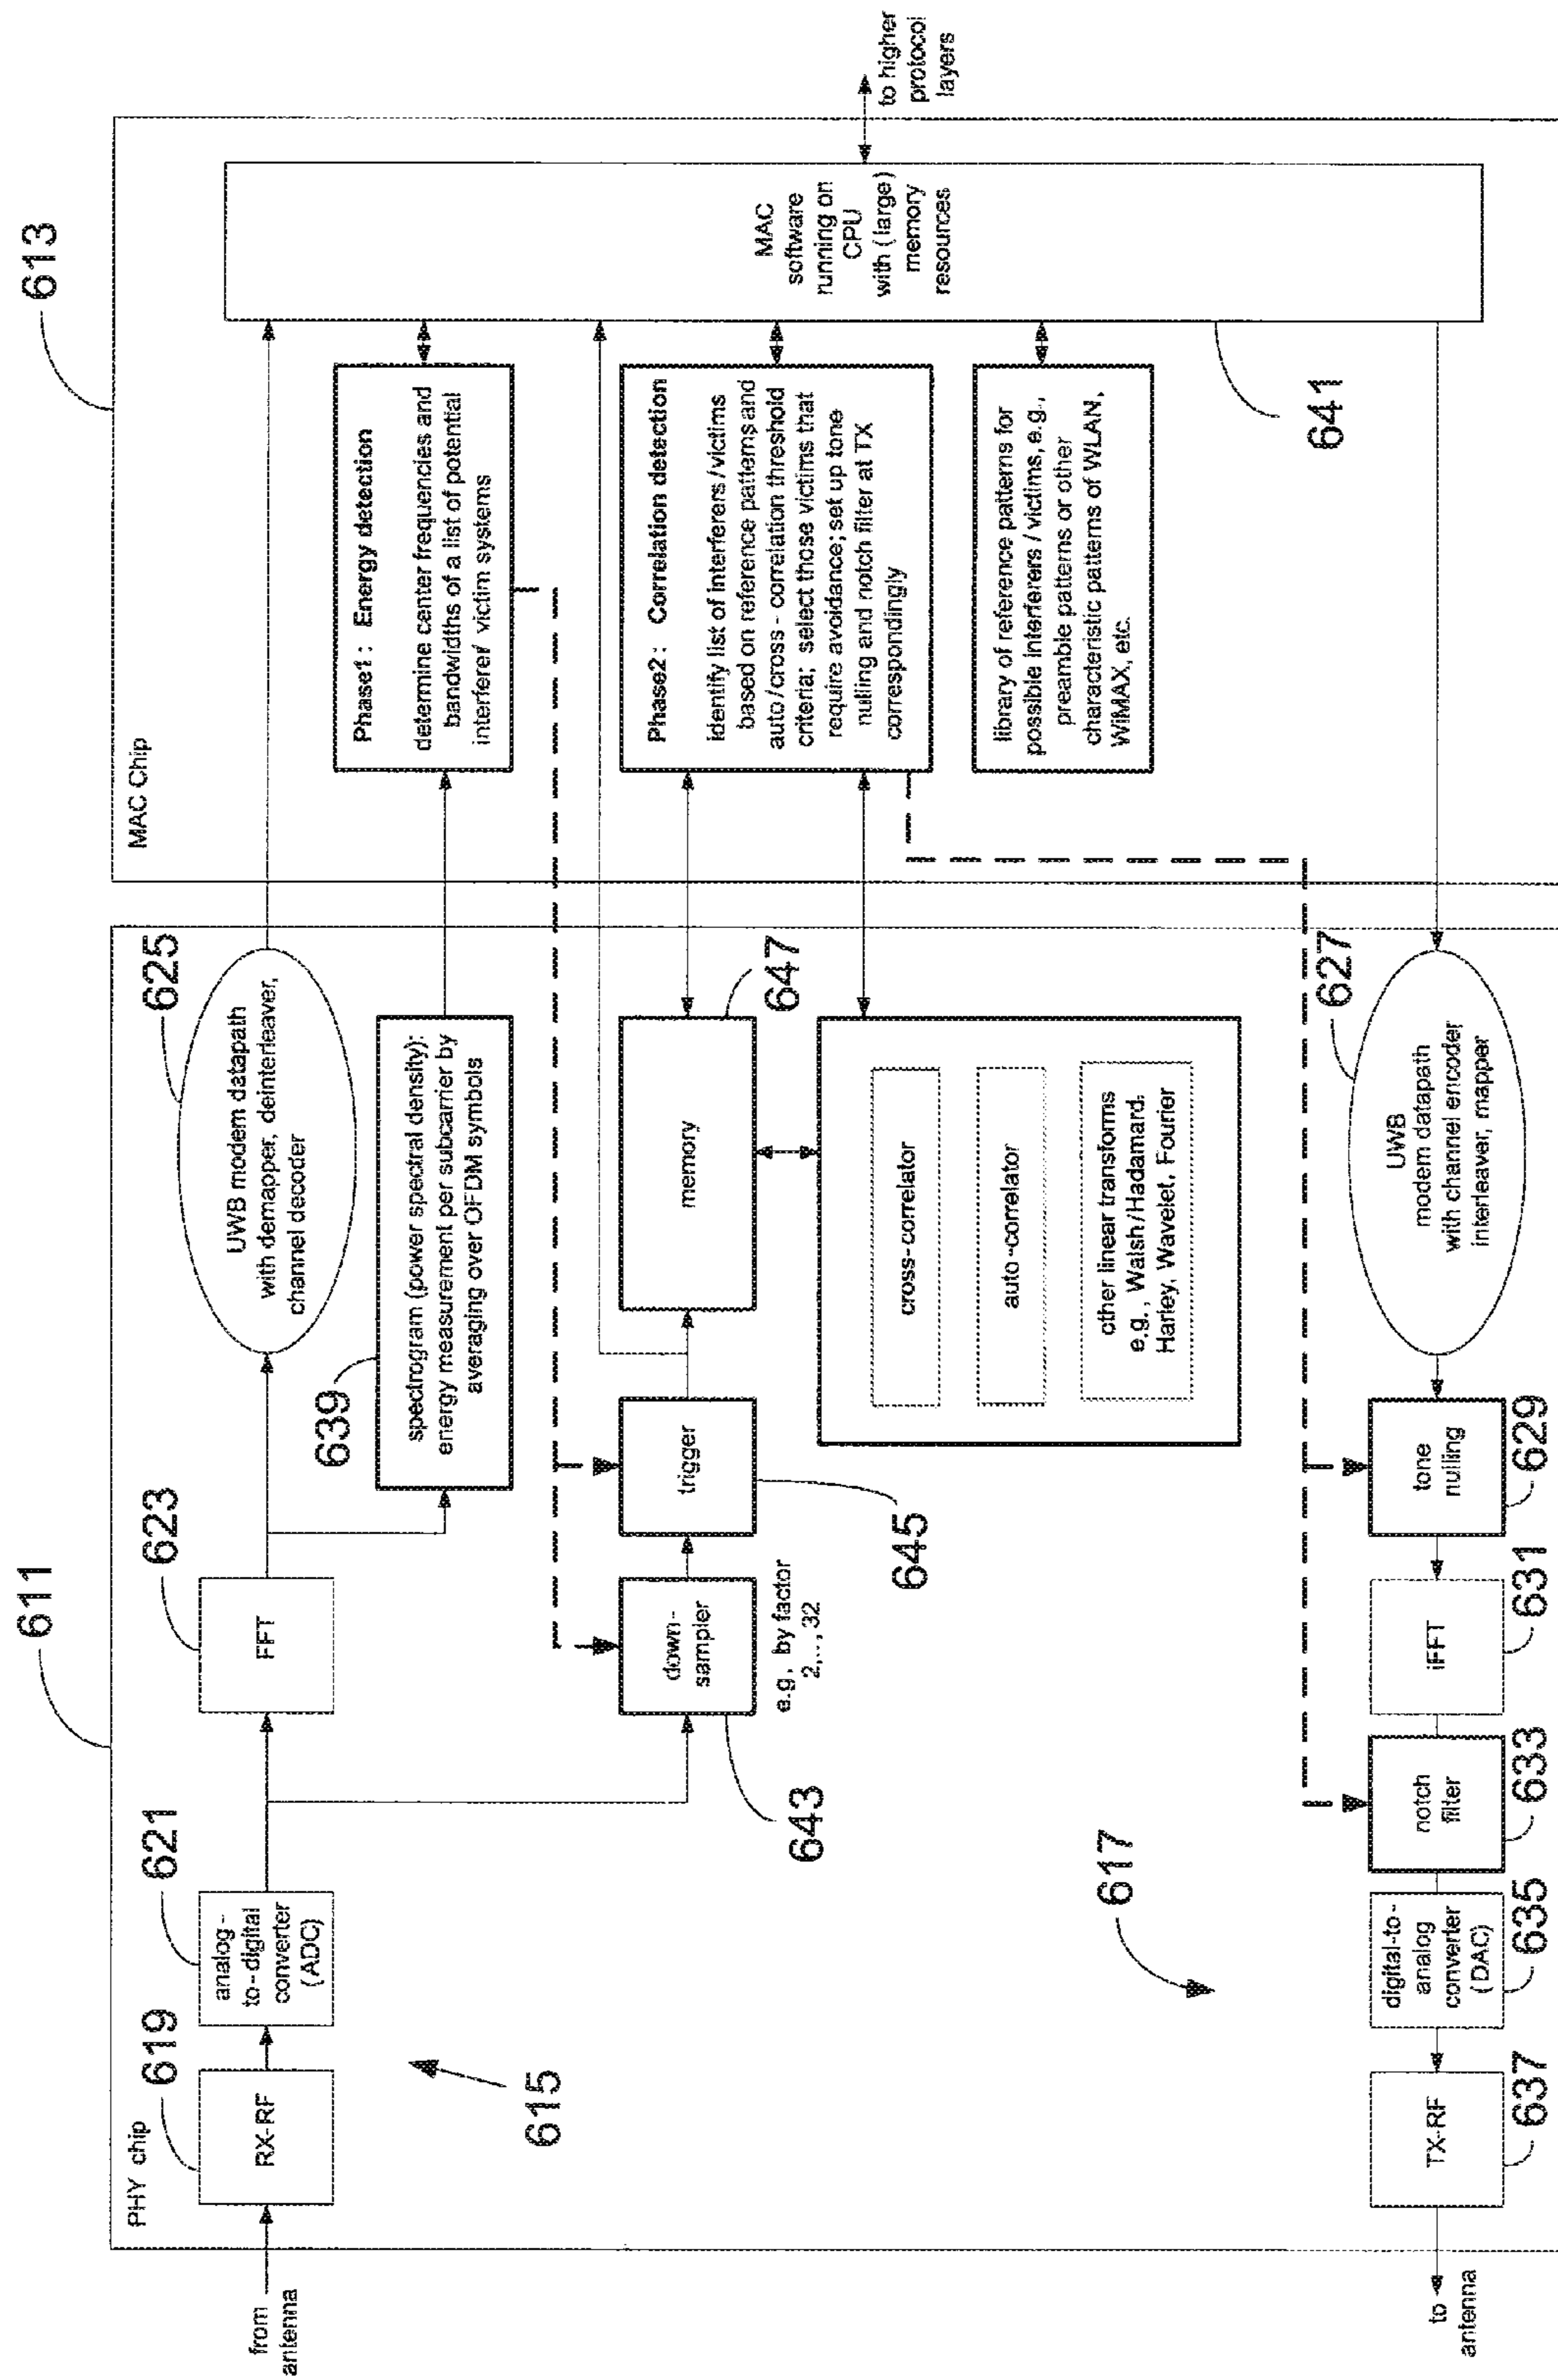 611
613
PHY chip
MAC Chip
from
antenna
619
RX-RF
621
analog-
to-digital
converter
(ADC)
623
FFT
625
UWB modem datapath
with demapper, deinterleaver,
channel decoder
615
639
spectrogram (power spectral density):
energy measurement per subcarrier by
averaging over OFDM symbols
Phase1: Energy detection
determine center frequencies and
bandwidths of a list of potential
interferer/ victim systems
643
down-
sampler
e.g., by factor
2,..., 32
trigger
645
memory
647
cross-correlator
auto-correlator
other linear transforms
e.g., Walsh/Hadamard.
Harley, Wavelet, Fourier
Phase2: Correlation detection
Identify list of interferers/victims
based on reference patterns and
auto/cross-correlation threshold
criteria; select those victims that
require avoidance; set up tone
nulling and notch filter at TX
correspondingly
library of reference patterns for
possible interferers/victims, e.g.,
preamble patterns or other
characteristic patterns of WLAN,
WiMAX, etc.
MAC
software
running on
CPU
with (large)
memory
resources
641
to higher
protocol
layers
617
to
antenna
TX-RF
637
digital-to-
analog
converter
(DAC)
635
notch
filter
633
iFFT
631
tone
nulling
629
UWB
modem datapath
with channel encoder
interleaver, mapper
627